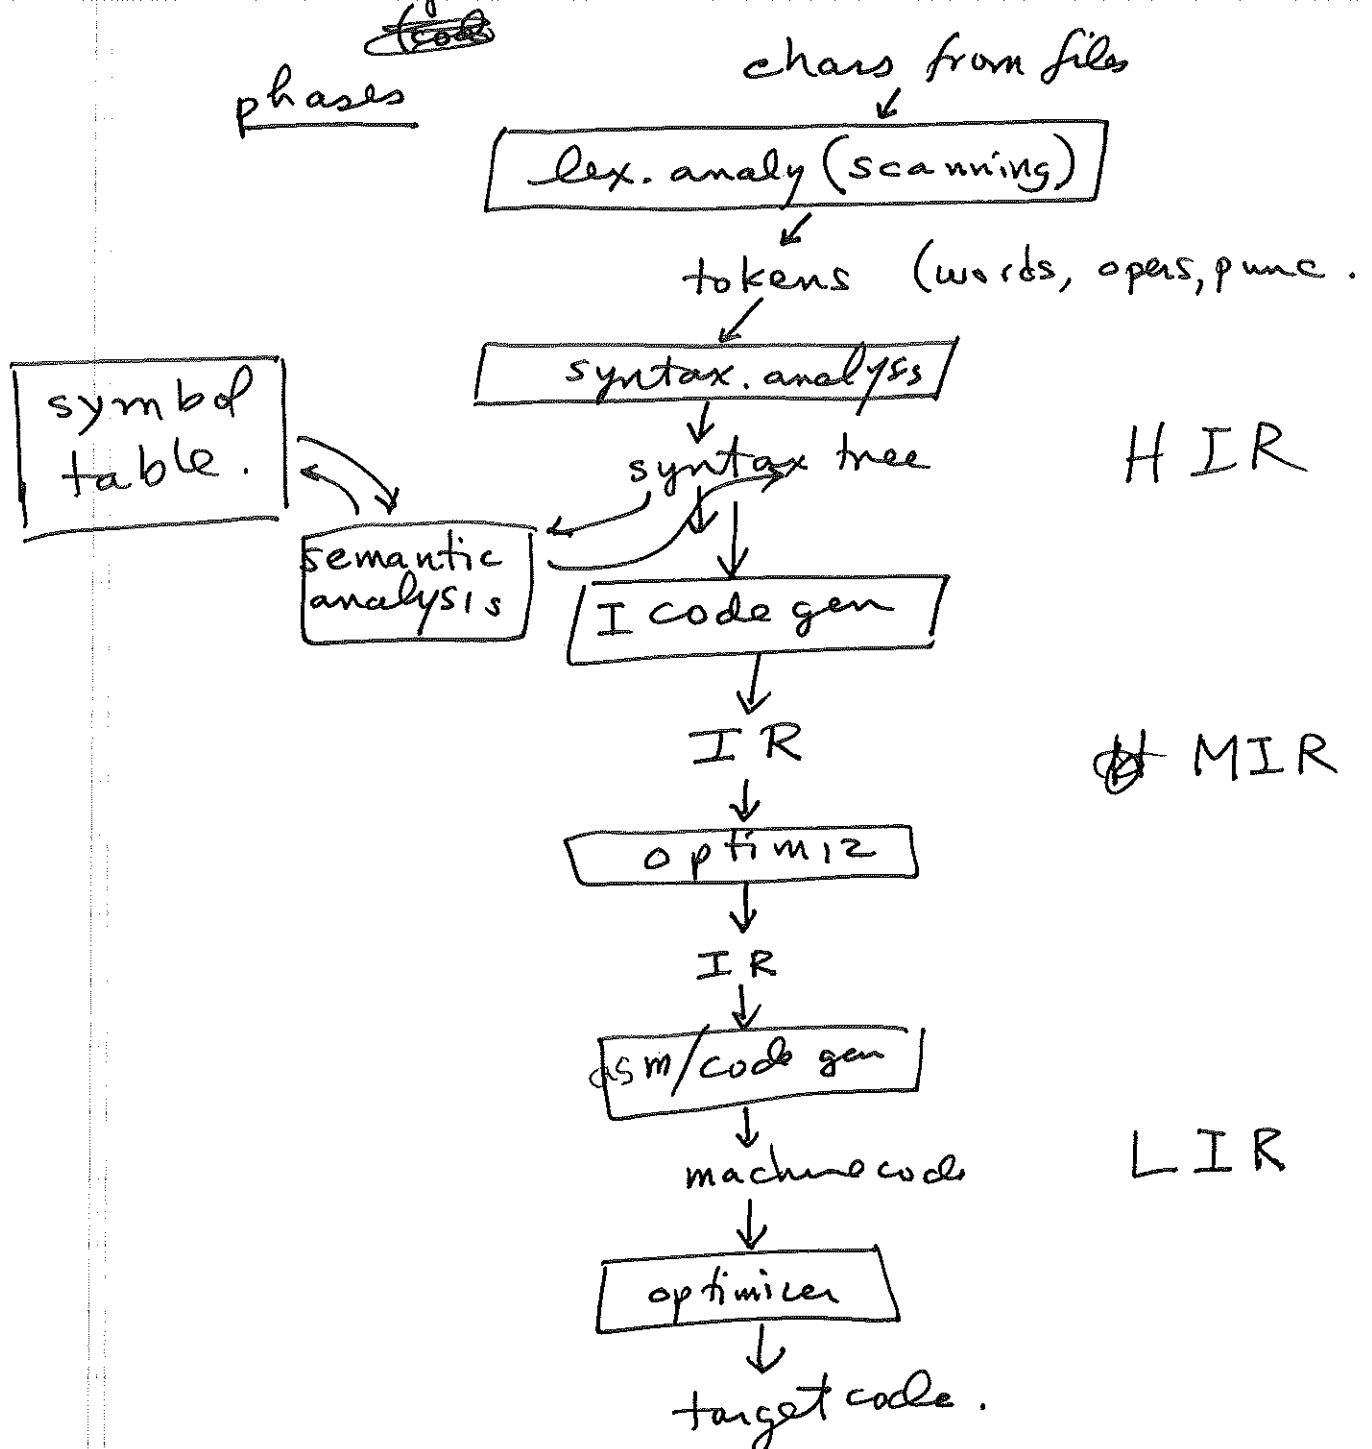 chars from files
phases
lex. analy (scanning)
tokens (words, opers, punc.
syntax. analysis
symbol
table.
syntax tree
HIR
semantic
analysis
I code gen
IR
MIR
optimiz
IR
asm/code gen
machine code
LIR
optimizer
target code.